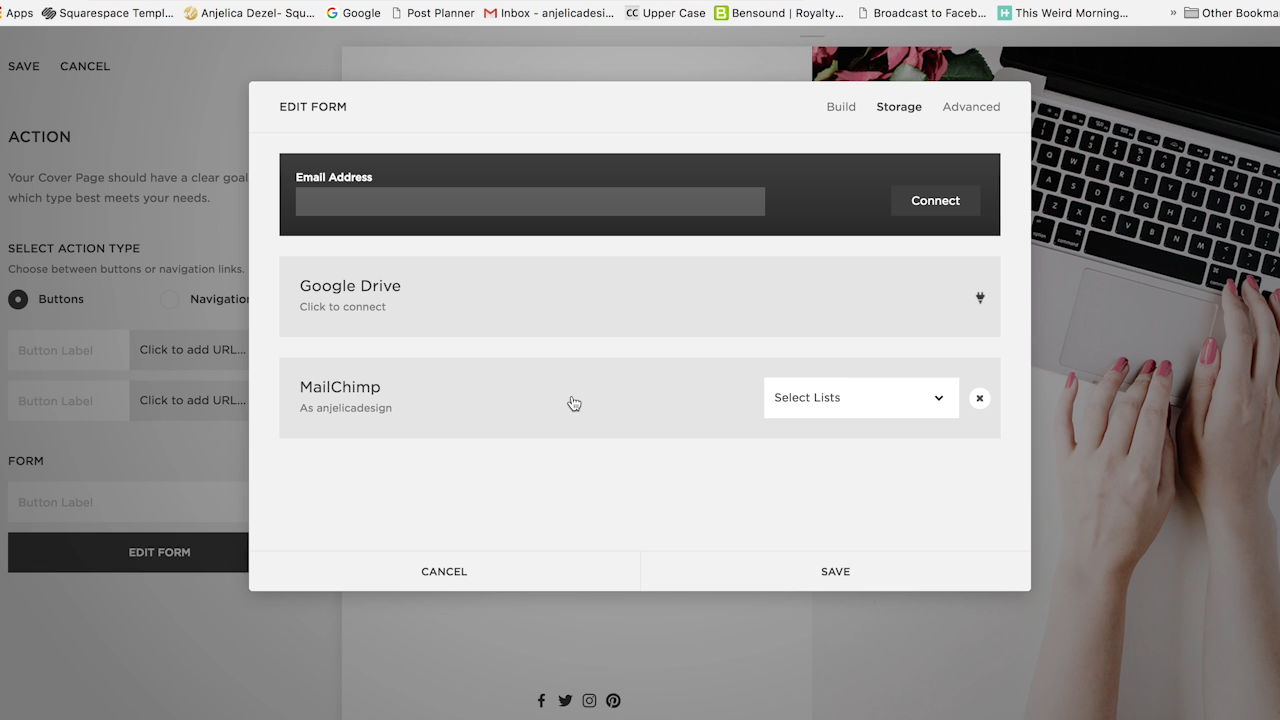 Apps Squarespace Templ... Anjelica Dezel- Squ... Google Post Planner Inbox - anjelicadesi... CC Upper Case B Bensound | Royalty... Broadcast to Faceb... H This Weird Morning... » Other Bookma
SAVE CANCEL
EDIT FORM Build Storage Advanced
ACTION
Your Cover Page should have a clear goal
which type best meets your needs.
Email Address
Connect
SELECT ACTION TYPE
Choose between buttons or navigation links.
Buttons Navigation
Google Drive
Click to connect
Button Label Click to add URL...
Button Label Click to add URL...
MailChimp
As anjelicadesign
Select Lists
FORM
Button Label
EDIT FORM
CANCEL SAVE